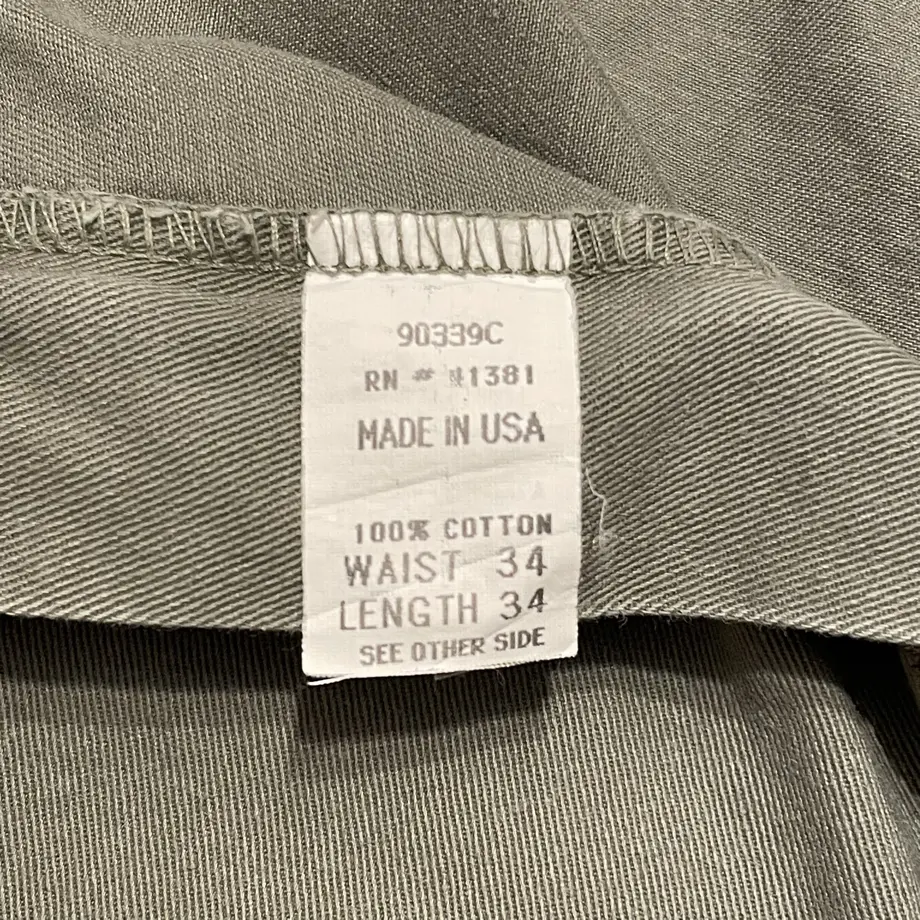 90339C
RN #
MADE IN USA
100% COTTON
WAIST 34
LENGTH 34
SEE OTHER SIDE